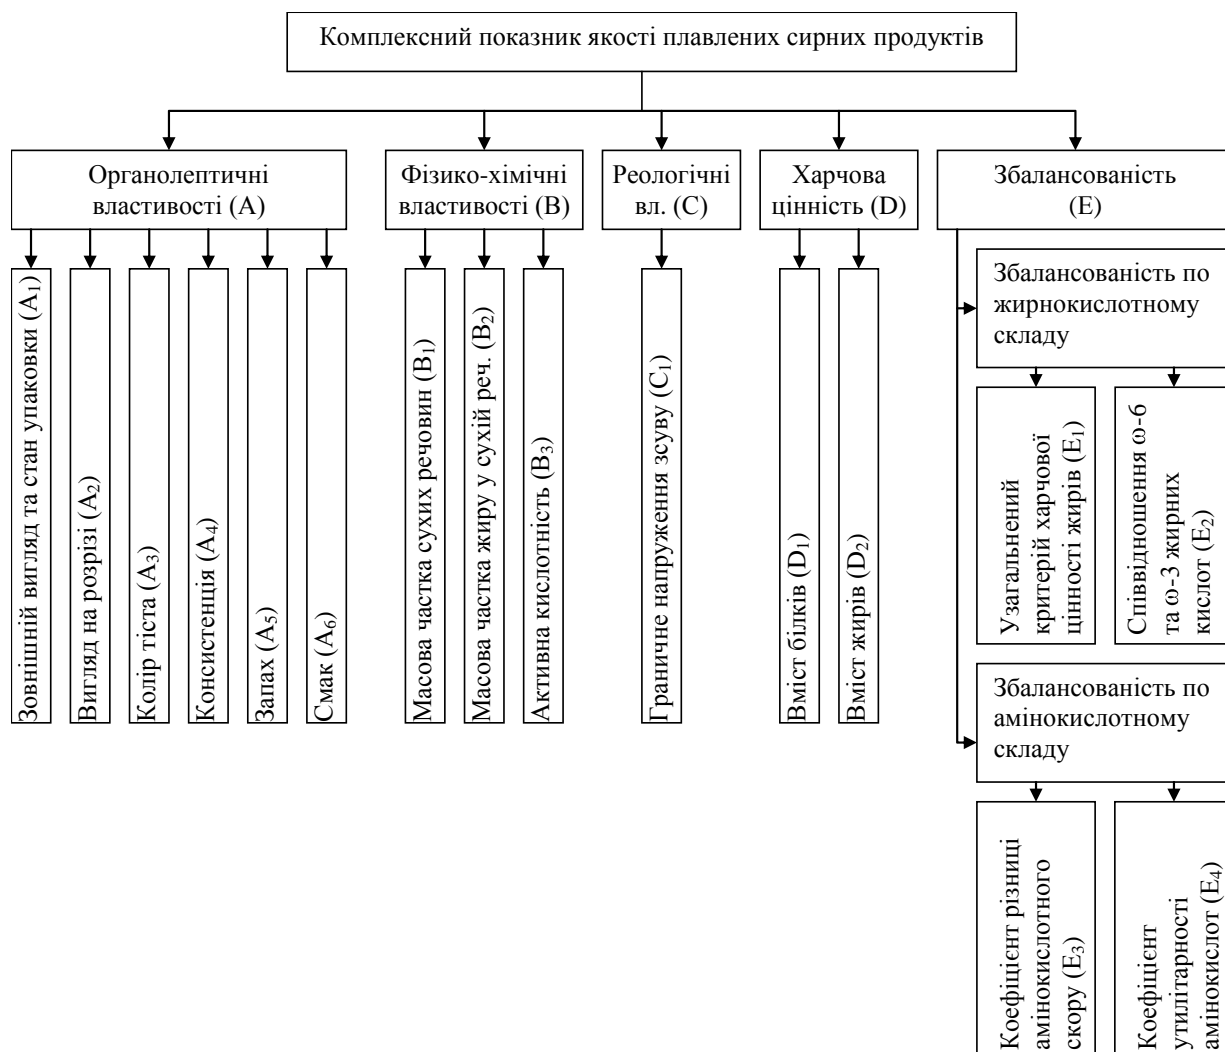 Комплексний показник якості плавлених сирних продуктів
Органолептичні
властивості (A)
Фізико-хімічні
властивості (B)
Реологічні
вл. (C)
Харчова
цінність (D)
Збалансованість
(E)
Зовнішній вигляд та стан упаковки (A₁)
Вигляд на розрізі (A₂)
Колір тіста (A₃)
Консистенція (A₄)
Запах (A₅)
Смак (A₆)
Масова частка сухих речовин (B₁)
Масова частка жиру у сухій реч. (B₂)
Активна кислотність (B₃)
Граничне напруження зсуву (C₁)
Вміст білків (D₁)
Вміст жирів (D₂)
Збалансованість по
жирнокислотному
складу
Узагальнений
критерій харчової
цінності жирів (E₁)
Співвідношення ω-6
та ω-3 жирних
кислот (E₂)
Збалансованість по
амінокислотному
складу
Коефіцієнт різниці
амінокислотного
скору (E₃)
Коефіцієнт
утилітарності
амінокислот (E₄)